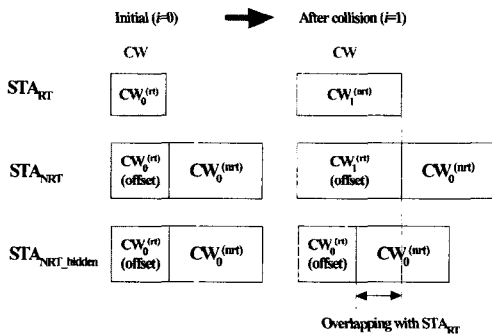 Initial (i=0) After collision (i=1)
CW CW
STA_RT CW_0^(rt) CW_1^(nrt)
STA_NRT CW_0^(rt) (offset) CW_0^(nrt) CW_1^(rt) (offset) CW_0^(nrt)
STA_NRT_hidden CW_0^(rt) (offset) CW_0^(nrt) CW_0^(rt) (offset) CW_0^(nrt)
Overlapping with STA_RT